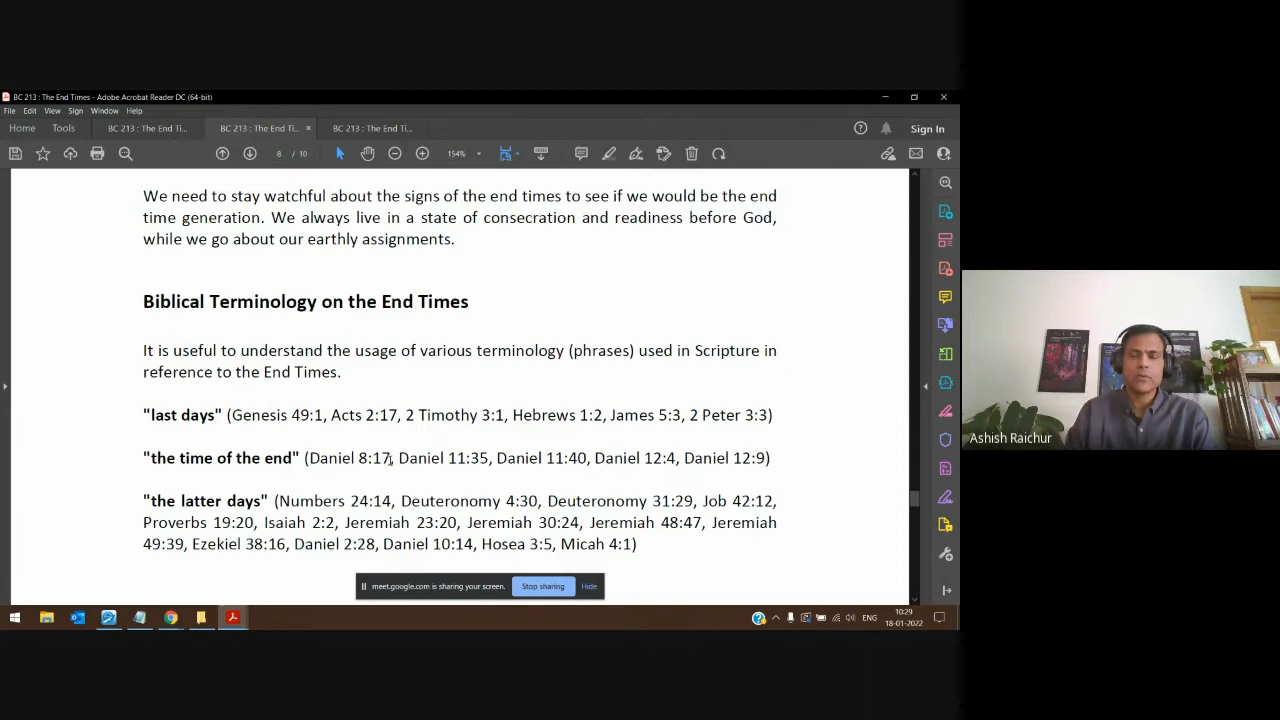 BC 213 : The End Times - Adobe Acrobat Reader DC (64-bit)
File Edit View Sign Window Help
Home Tools BC 213 : The End Ti... BC 213 : The End Ti... × BC 213 : The End Ti... Sign In
8 / 10 154%
We need to stay watchful about the signs of the end times to see if we would be the end
time generation. We always live in a state of consecration and readiness before God,
while we go about our earthly assignments.
Biblical Terminology on the End Times
It is useful to understand the usage of various terminology (phrases) used in Scripture in
reference to the End Times.
"last days" (Genesis 49:1, Acts 2:17, 2 Timothy 3:1, Hebrews 1:2, James 5:3, 2 Peter 3:3)
"the time of the end" (Daniel 8:17, Daniel 11:35, Daniel 11:40, Daniel 12:4, Daniel 12:9)
"the latter days" (Numbers 24:14, Deuteronomy 4:30, Deuteronomy 31:29, Job 42:12,
Proverbs 19:20, Isaiah 2:2, Jeremiah 23:20, Jeremiah 30:24, Jeremiah 48:47, Jeremiah
49:39, Ezekiel 38:16, Daniel 2:28, Daniel 10:14, Hosea 3:5, Micah 4:1)
meet.google.com is sharing your screen. Stop sharing Hide
ENG
10:29
18-01-2022
Ashish Raichur